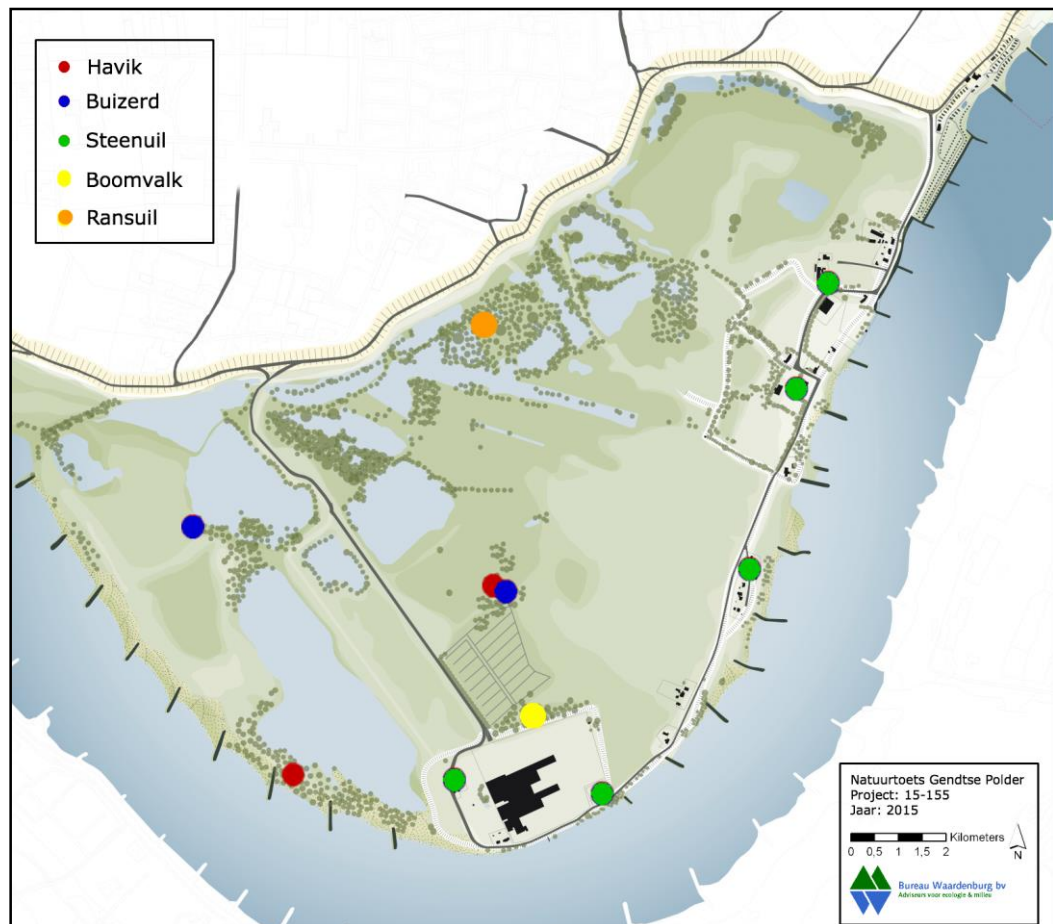 Havik
Buizerd
Steenuil
Boomvalk
Ransuil
Natuurtoets Gendtse Polder
Project: 15-155
Jaar: 2015
Kilometers
0 0,5 1 1,5 2
N
Bureau Waardenburg bv
Adviseurs voor ecologie & milieu